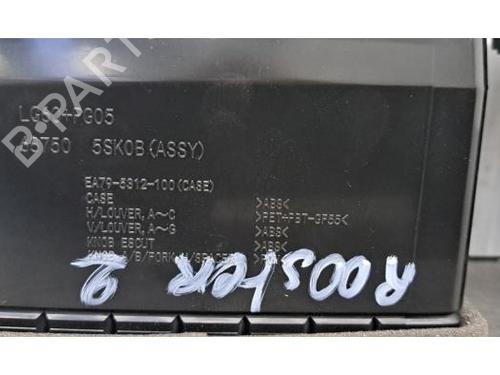 5SK0B(ASSY)
EA79-5912-100(CASE)
CASE >ABS<
H/LOUVER,A~C >PET+PBT-GF55<
V/LOUVER,A~G >ABS<
KNOB ESCUT >ABS<
ROOSTER 2
B-PARTS